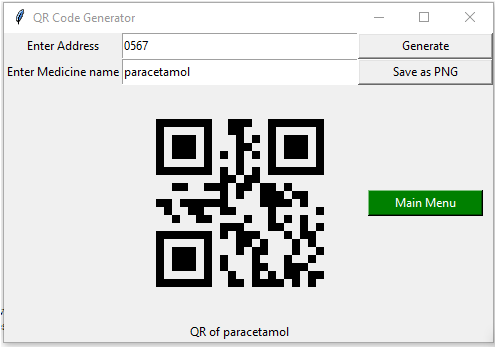 QR Code Generator
Enter Address 0567 Generate
Enter Medicine name paracetamol Save as PNG
Main Menu
QR of paracetamol